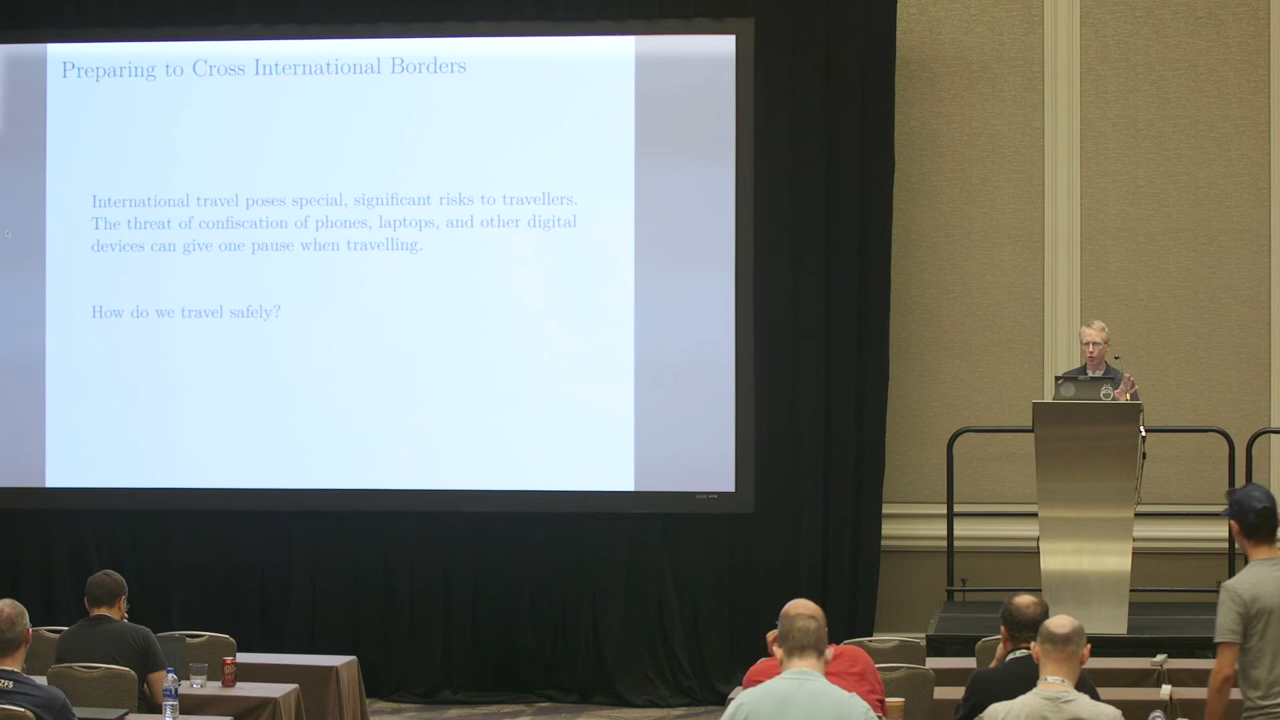 Preparing to Cross International Borders
International travel poses special, significant risks to travellers.
The threat of confiscation of phones, laptops, and other digital
devices can give one pause when travelling.
How do we travel safely?
ZFS